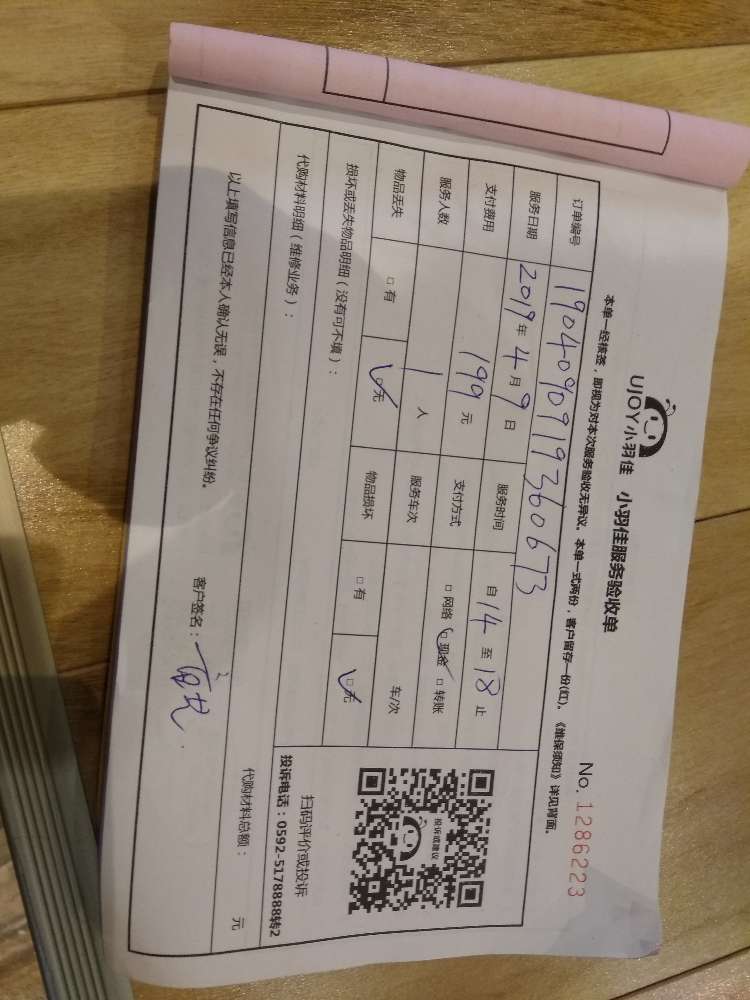 UJOY小羽佳 小羽佳服务验收单
No. 1286223
本单一经核签，即视为对本次服务验收无异议。本单一式两份，客户留存一份(红)。《维保须知》详见背面。
订单编号 19040909193606 73
服务日期 2019年4月9日 服务时间 自14至18止
支付费用 199元 支付方式 □网络 □现金 □转账
服务人数 1人 服务车次 车/次
物品丢失 □有 □无 物品损坏 □有 □无
损坏或丢失物品明细（没有可不填）：
投诉或建议
扫码评价或投诉
投诉电话：0592-5178888转2
代购材料明细（维修业务）：
代购材料总额： 元
以上填写信息已经本人确认无误，不存在任何争议纠纷。
客户签名：